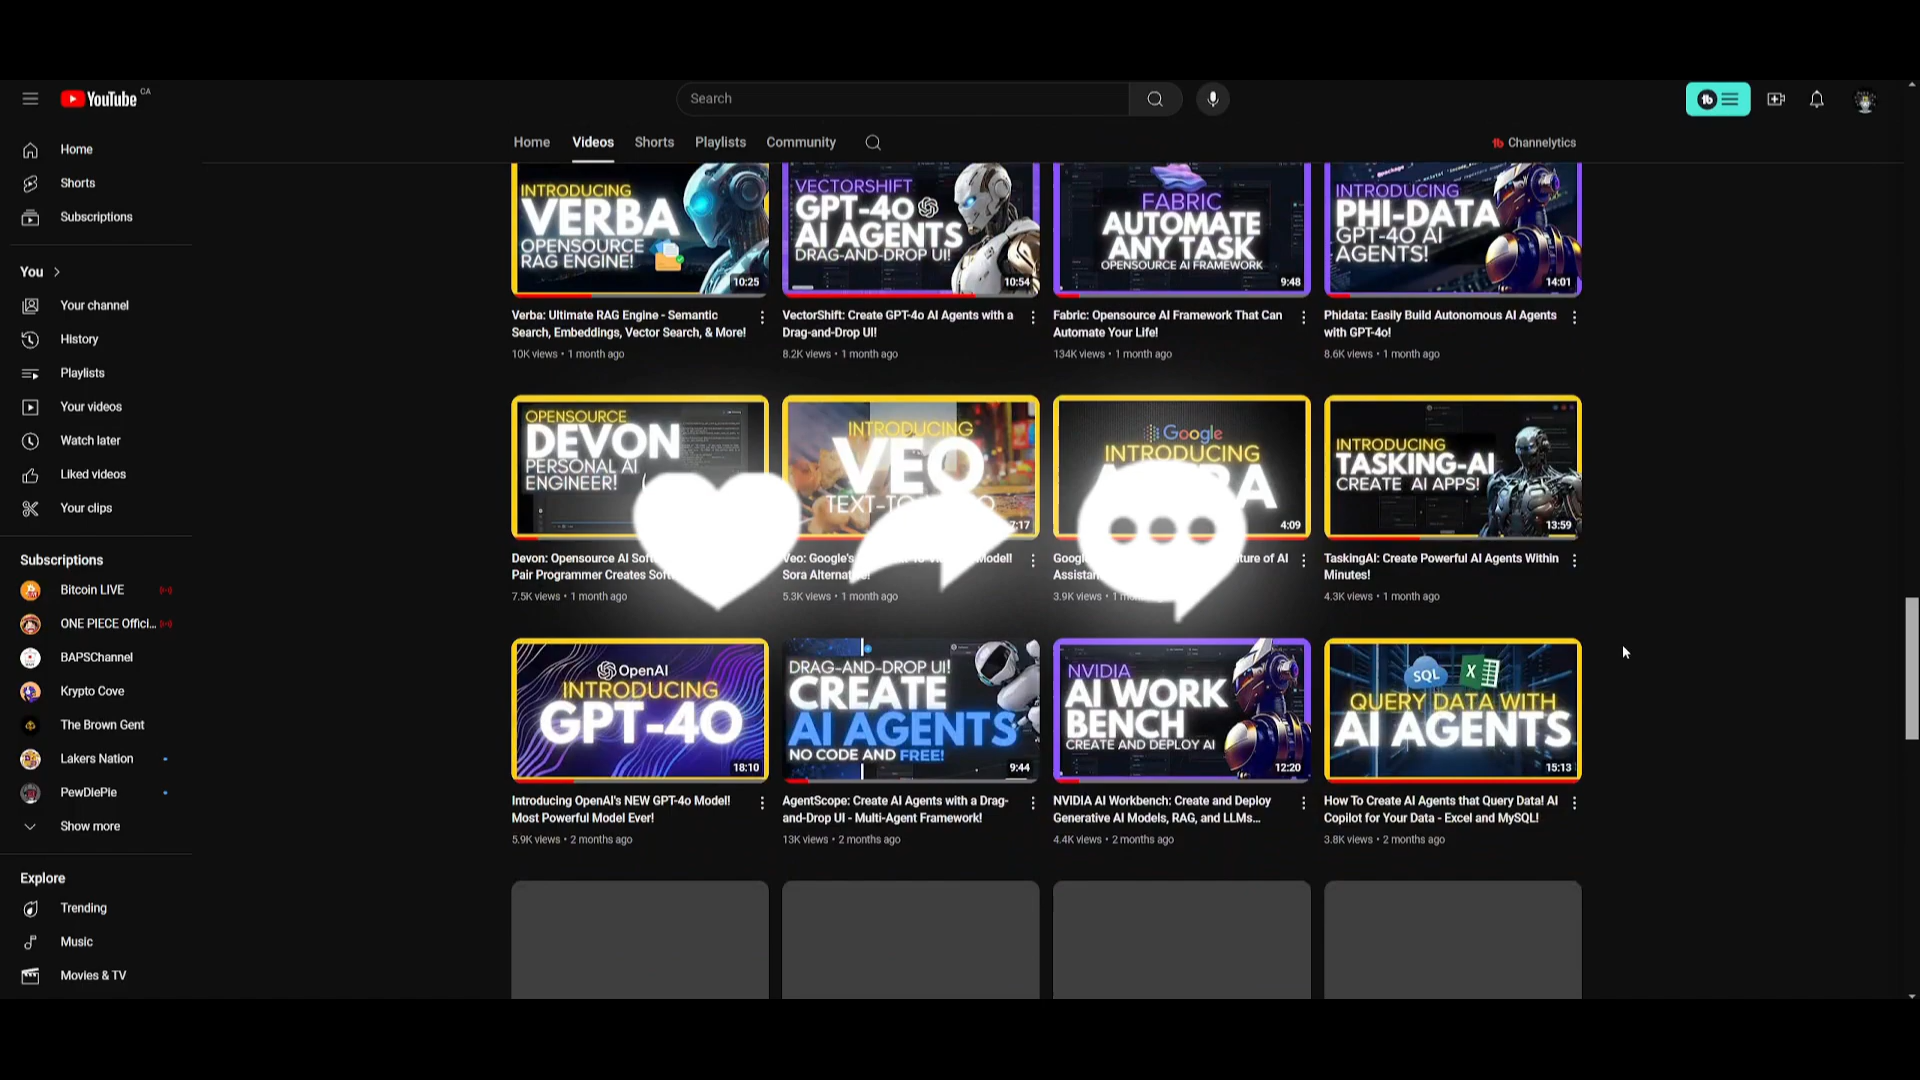 YouTube CA
Search
Home
Videos
Shorts
Playlists
Community
Channelytics
Home
Shorts
Subscriptions
You
Your channel
History
Playlists
Your videos
Watch later
Liked videos
Your clips
Subscriptions
Bitcoin LIVE
ONE PIECE Offici...
BAPSChannel
Krypto Cove
The Brown Gent
Lakers Nation
PewDiePie
Show more
Explore
Trending
Music
Movies & TV
INTRODUCING
VERBA
OPENSOURCE
RAG ENGINE!
10:25
Verba: Ultimate RAG Engine - Semantic
Search, Embeddings, Vector Search, & More!
10K views • 1 month ago
VECTORSHIFT
GPT-4O
AI AGENTS
DRAG-AND-DROP UI!
10:54
VectorShift: Create GPT-4o AI Agents with a
Drag-and-Drop UI!
8.2K views • 1 month ago
FABRIC
AUTOMATE
ANY TASK
OPENSOURCE AI FRAMEWORK
9:48
Fabric: Opensource AI Framework That Can
Automate Your Life!
134K views • 1 month ago
INTRODUCING
PHI-DATA
GPT-4O AI
AGENTS!
14:01
Phidata: Easily Build Autonomous AI Agents
with GPT-4o!
8.6K views • 1 month ago
OPENSOURCE
DEVON
PERSONAL AI
ENGINEER!
Devon: Opensource AI
Pair Programmer Creates
7.5K views • 1 month ago
INTRODUCING
VEO
7:17
Veo: Google's
Sora
5.3K views • 1 month ago
Google
INTRODUCING
4:09
of AI
3.9K views •
INTRODUCING
TASKING-AI
CREATE AI APPS!
13:59
TaskingAI: Create Powerful AI Agents Within
Minutes!
4.3K views • 1 month ago
OpenAI
INTRODUCING
GPT-4O
18:10
Introducing OpenAI's NEW GPT-4o Model!
Most Powerful Model Ever!
5.9K views • 2 months ago
DRAG-AND-DROP UI!
CREATE
AI AGENTS
NO CODE AND FREE!
9:44
AgentScope: Create AI Agents with a Drag-
and-Drop UI - Multi-Agent Framework!
13K views • 2 months ago
NVIDIA
AI WORK
BENCH
CREATE AND DEPLOY AI
12:20
NVIDIA AI Workbench: Create and Deploy
Generative AI Models, RAG, and LLMs...
4.4K views • 2 months ago
SQL
X
QUERY DATA WITH
AI AGENTS
15:13
How To Create AI Agents that Query Data! AI
Copilot for Your Data - Excel and MySQL!
3.8K views • 2 months ago